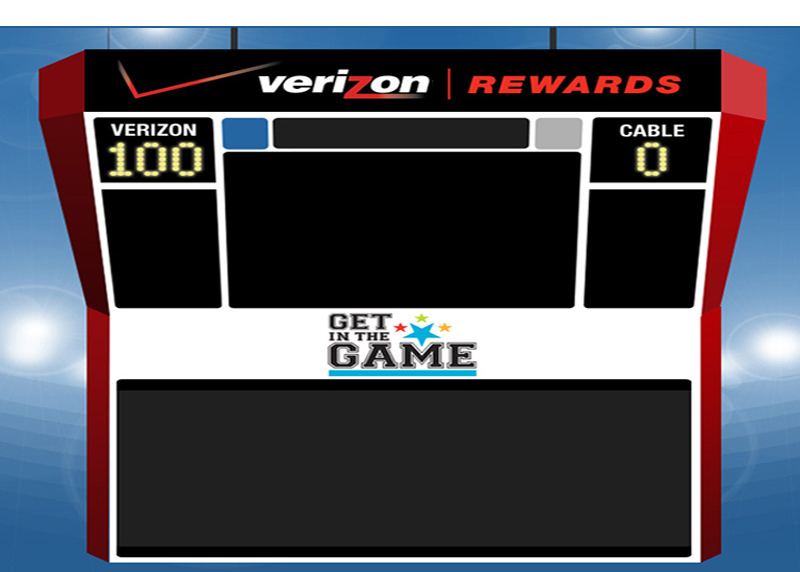 verizon | REWARDS
VERIZON
100
CABLE
0
GET
IN THE
GAME